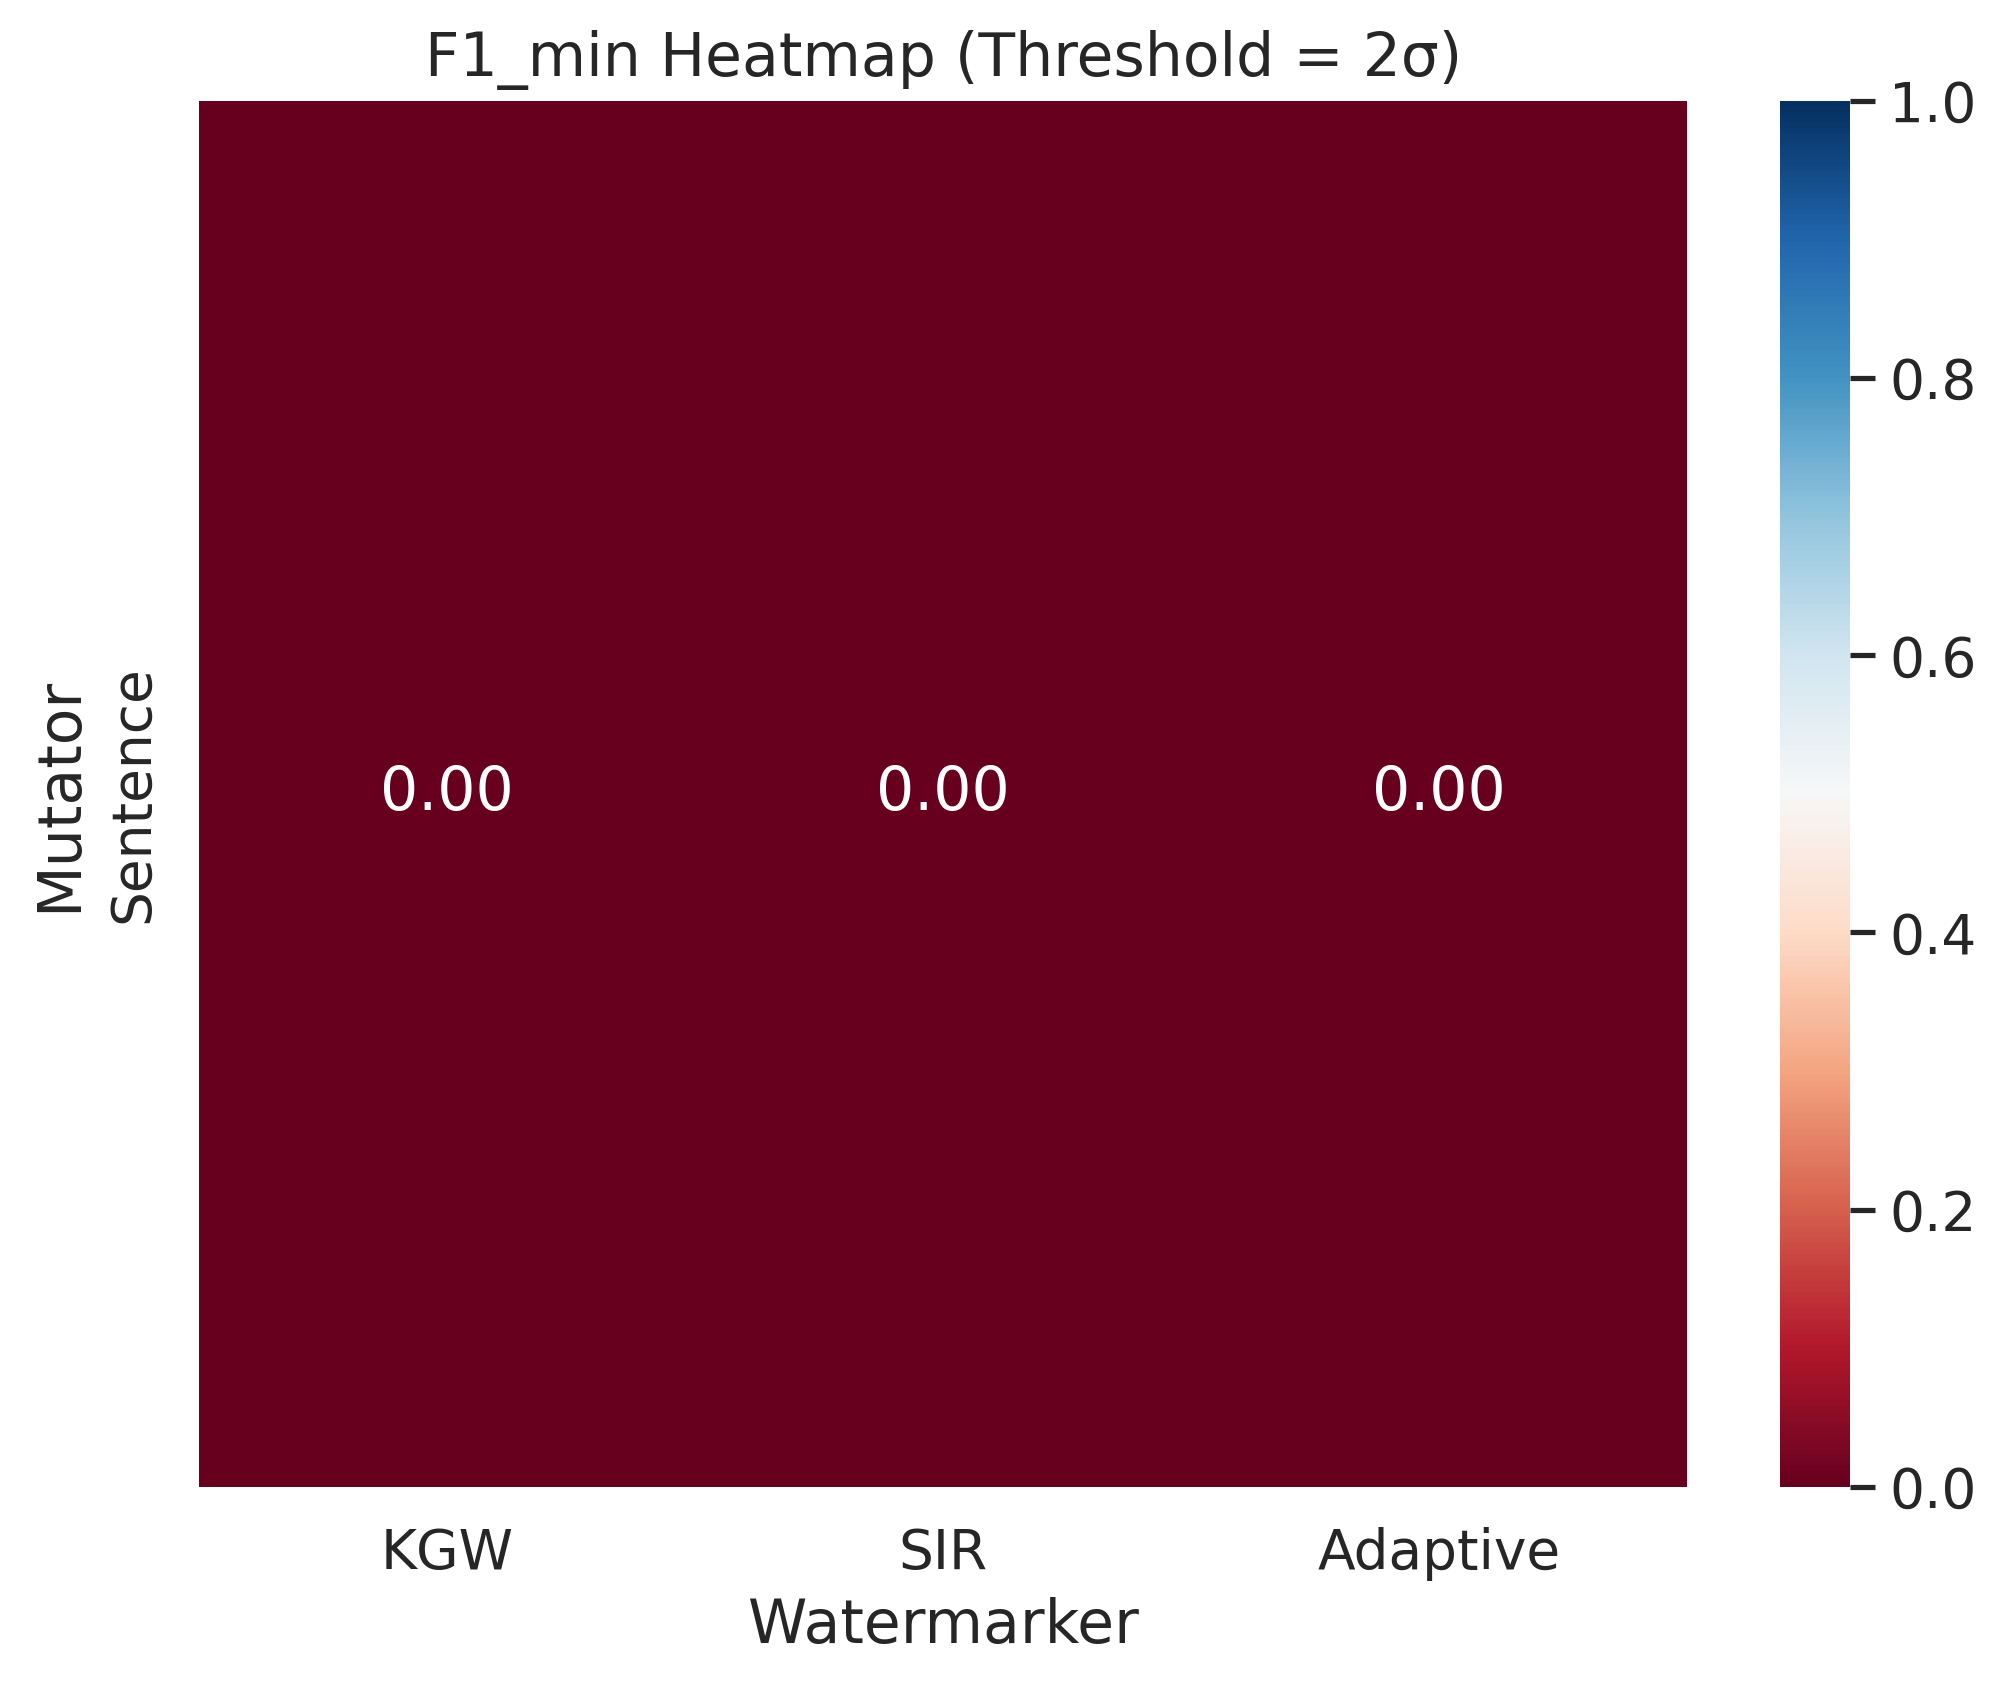 F1_min Heatmap (Threshold = 2σ)
Mutator
Sentence
0.00 0.00 0.00
KGW SIR Adaptive
Watermarker
1.0
0.8
0.6
0.4
0.2
0.0